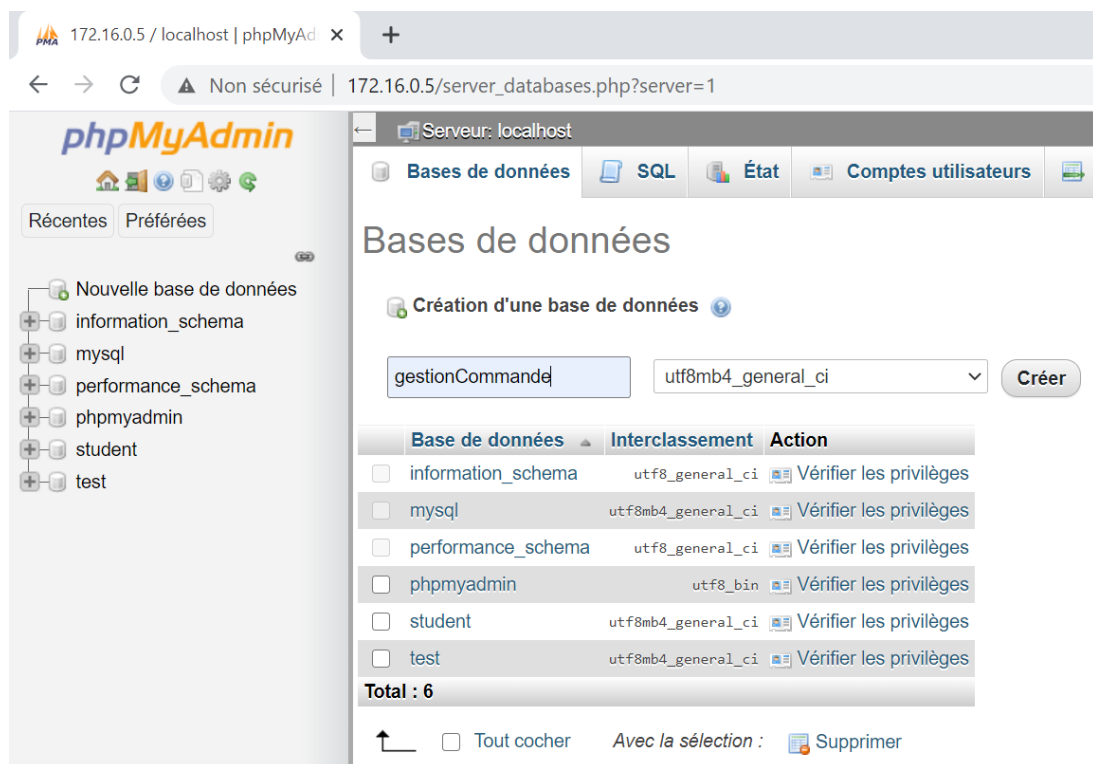 172.16.0.5 / localhost | phpMyAd
Non sécurisé | 172.16.0.5/server_databases.php?server=1
phpMyAdmin
Récentes Préférées
Nouvelle base de données
information_schema
mysql
performance_schema
phpmyadmin
student
test
Serveur: localhost
Bases de données SQL État Comptes utilisateurs
Bases de données
Création d'une base de données
gestionCommande utf8mb4_general_ci Créer
Base de données Interclassement Action
information_schema utf8_general_ci Vérifier les privilèges
mysql utf8mb4_general_ci Vérifier les privilèges
performance_schema utf8_general_ci Vérifier les privilèges
phpmyadmin utf8_bin Vérifier les privilèges
student utf8mb4_general_ci Vérifier les privilèges
test utf8mb4_general_ci Vérifier les privilèges
Total : 6
Tout cocher Avec la sélection : Supprimer